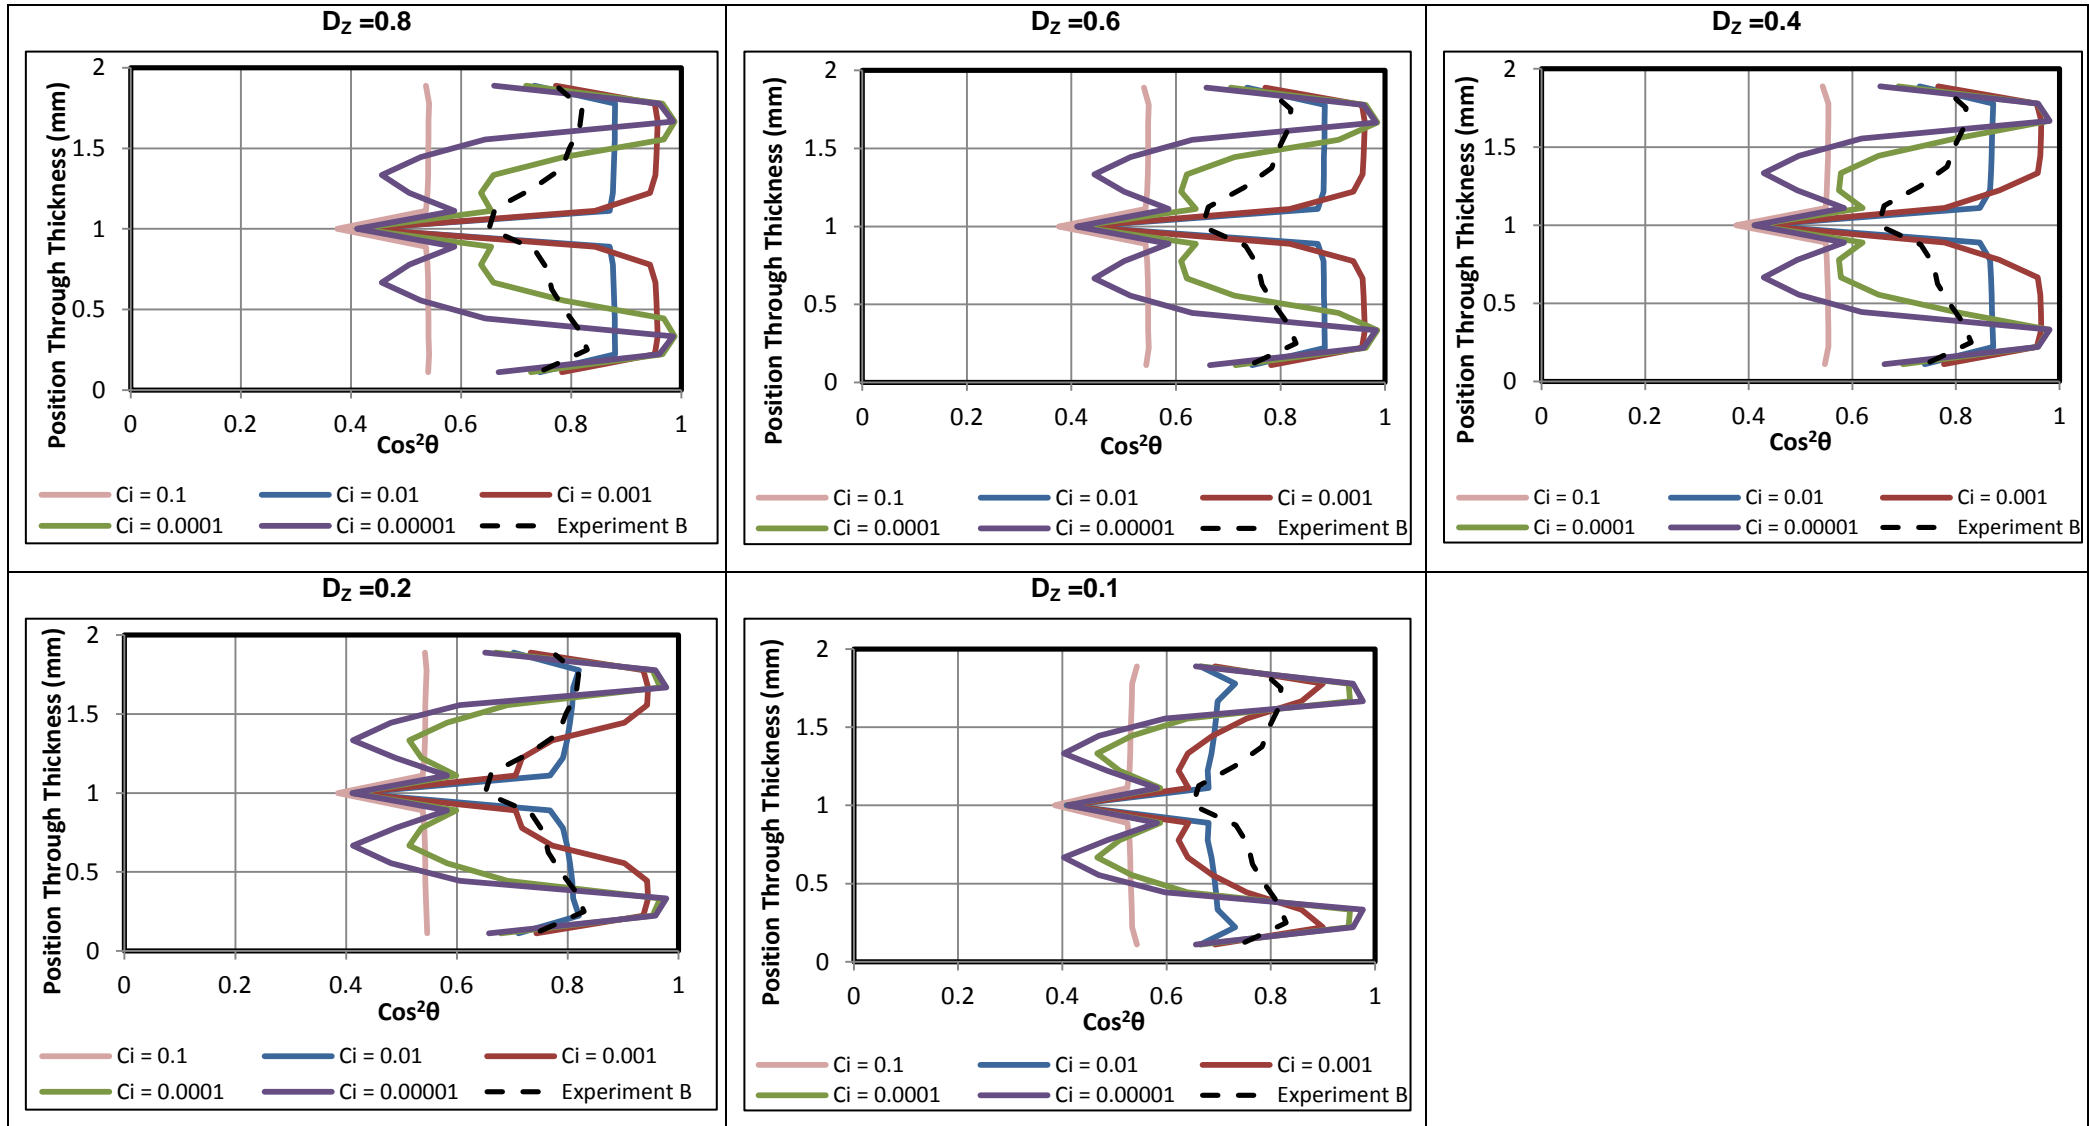 D_Z =0.8
Position Through Thickness (mm)
2
1.5
1
0.5
0
0 0.2 0.4 0.6 0.8 1
Cos²θ
Ci = 0.1 Ci = 0.01 Ci = 0.001
Ci = 0.0001 Ci = 0.00001 Experiment B
D_Z =0.6
Position Through Thickness (mm)
2
1.5
1
0.5
0
0 0.2 0.4 0.6 0.8 1
Cos²θ
Ci = 0.1 Ci = 0.01 Ci = 0.001
Ci = 0.0001 Ci = 0.00001 Experiment B
D_Z =0.4
Position Through Thickness (mm)
2
1.5
1
0.5
0
0 0.2 0.4 0.6 0.8 1
Cos²θ
Ci = 0.1 Ci = 0.01 Ci = 0.001
Ci = 0.0001 Ci = 0.00001 Experiment B
D_Z =0.2
Position Through Thickness (mm)
2
1.5
1
0.5
0
0 0.2 0.4 0.6 0.8 1
Cos²θ
Ci = 0.1 Ci = 0.01 Ci = 0.001
Ci = 0.0001 Ci = 0.00001 Experiment B
D_Z =0.1
Position Through Thickness (mm)
2
1.5
1
0.5
0
0 0.2 0.4 0.6 0.8 1
Cos²θ
Ci = 0.1 Ci = 0.01 Ci = 0.001
Ci = 0.0001 Ci = 0.00001 Experiment B